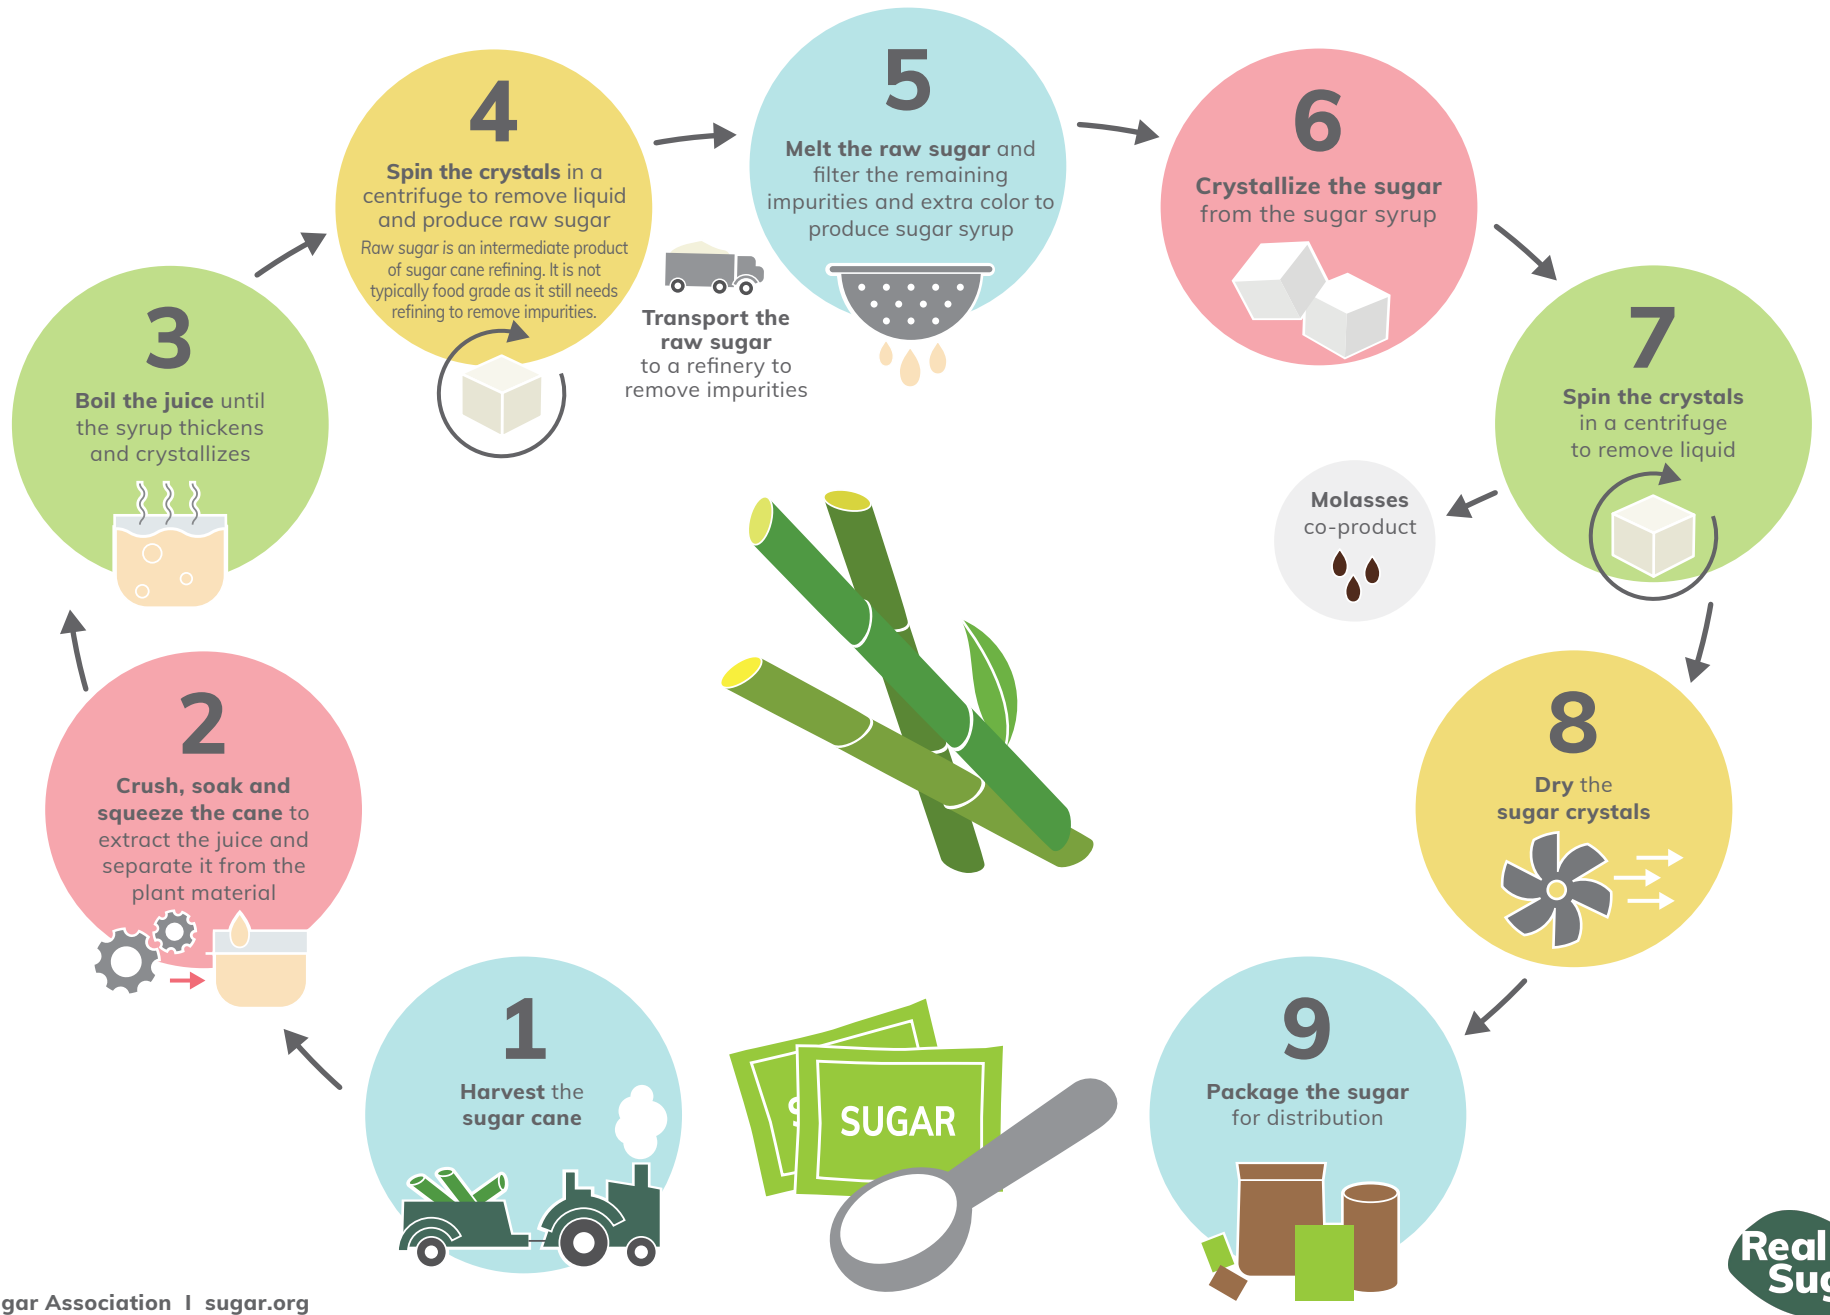 1
Harvest the
sugar cane
2
Crush, soak and
squeeze the cane to
extract the juice and
separate it from the
plant material
3
Boil the juice until
the syrup thickens
and crystallizes
4
Spin the crystals in a
centrifuge to remove liquid
and produce raw sugar
Raw sugar is an intermediate product
of sugar cane refining. It is not
typically food grade as it still needs
refining to remove impurities.
Transport the
raw sugar
to a refinery to
remove impurities
5
Melt the raw sugar and
filter the remaining
impurities and extra color to
produce sugar syrup
6
Crystallize the sugar
from the sugar syrup
7
Spin the crystals
in a centrifuge
to remove liquid
Molasses
co-product
8
Dry the
sugar crystals
9
Package the sugar
for distribution
S
SUGAR
gar Association I sugar.org
Real
Sug